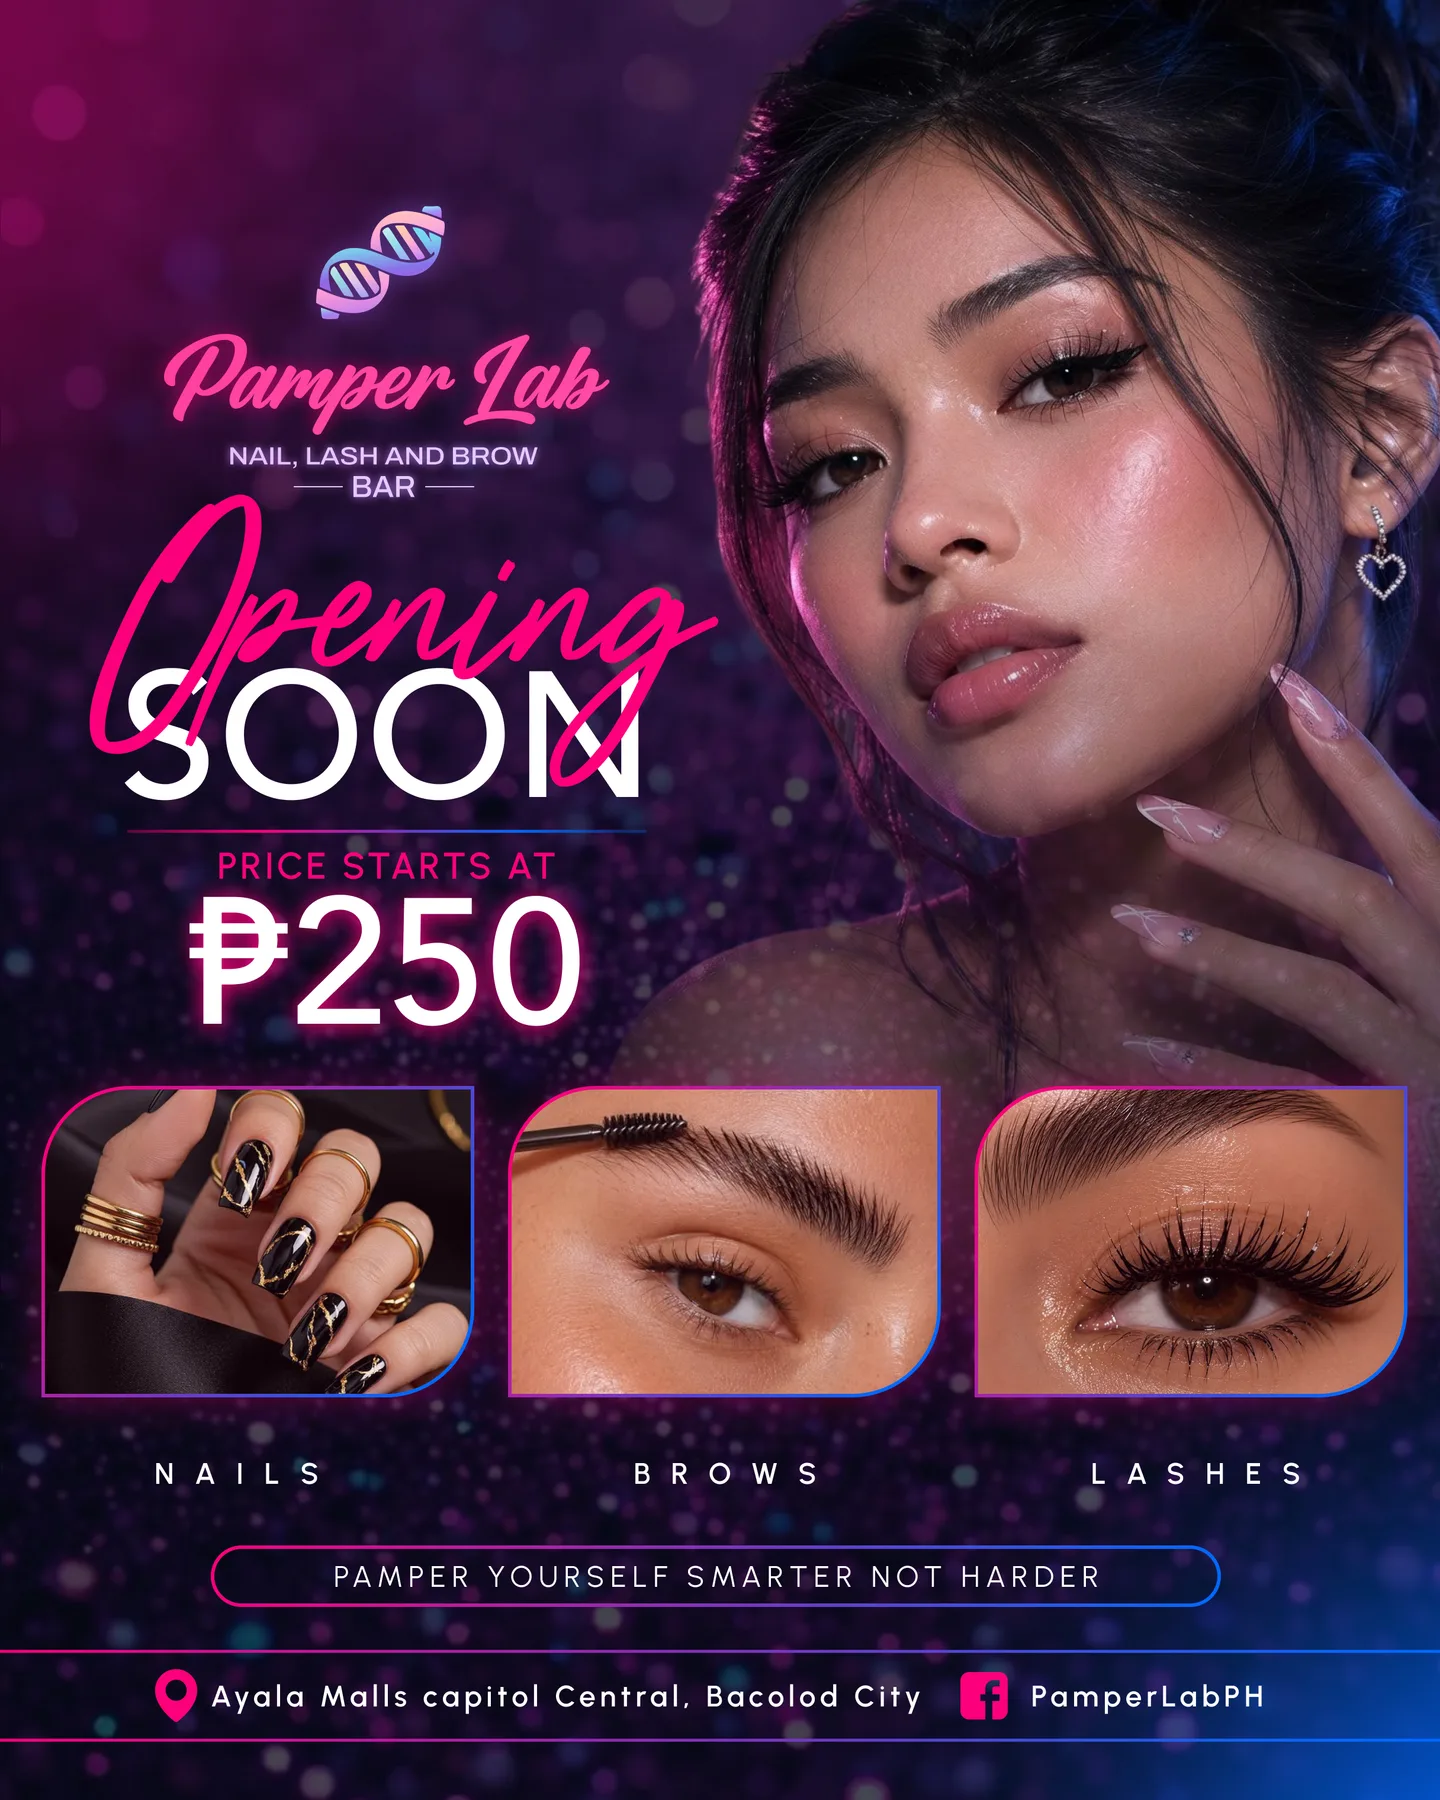 Pamper Lab
NAIL, LASH AND BROW
BAR
Opening
SOON
PRICE STARTS AT
₱250
NAILS
BROWS
LASHES
PAMPER YOURSELF SMARTER NOT HARDER
Ayala Malls capitol Central, Bacolod City
PamperLabPH